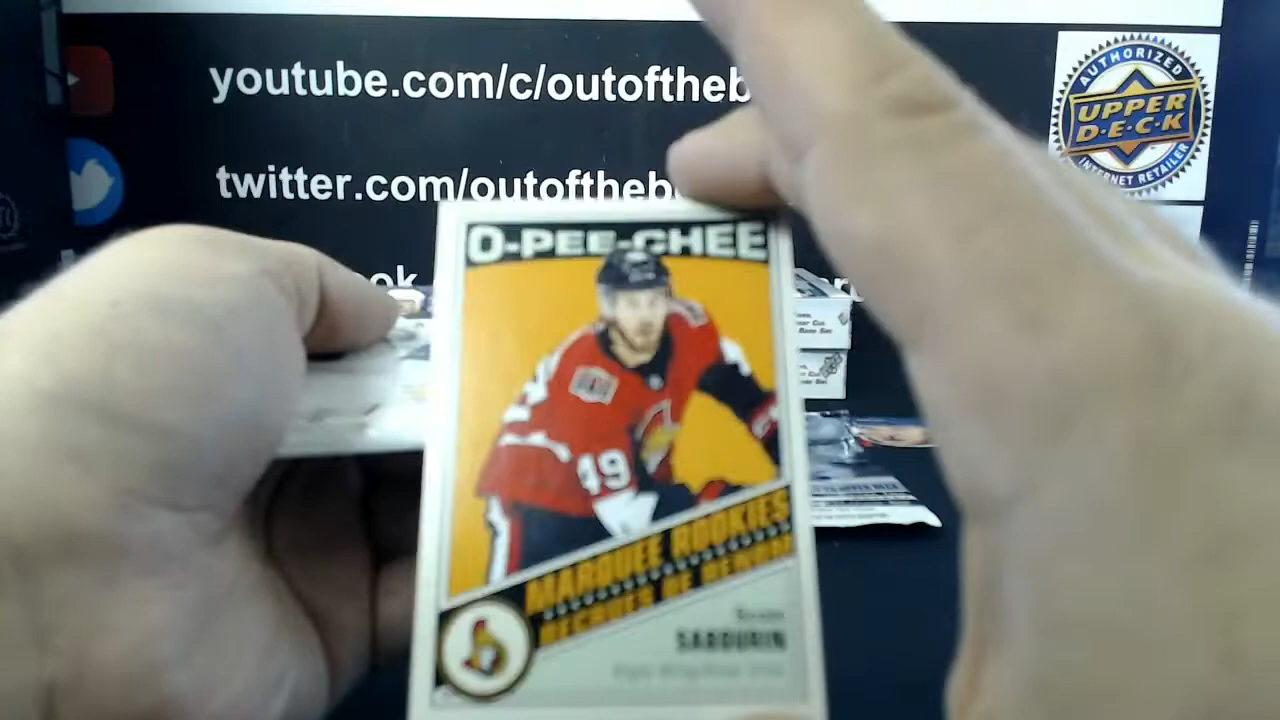 youtube.com/c/outoftheb
AUTHORIZED
UPPER
D·E·C·K
INTERNET RETAILER
twitter.com/outoftheb
ok
O-PEE-CHEE
49
MARQUEE ROOKIES
RECRUES DE RENOM
SABOURIN